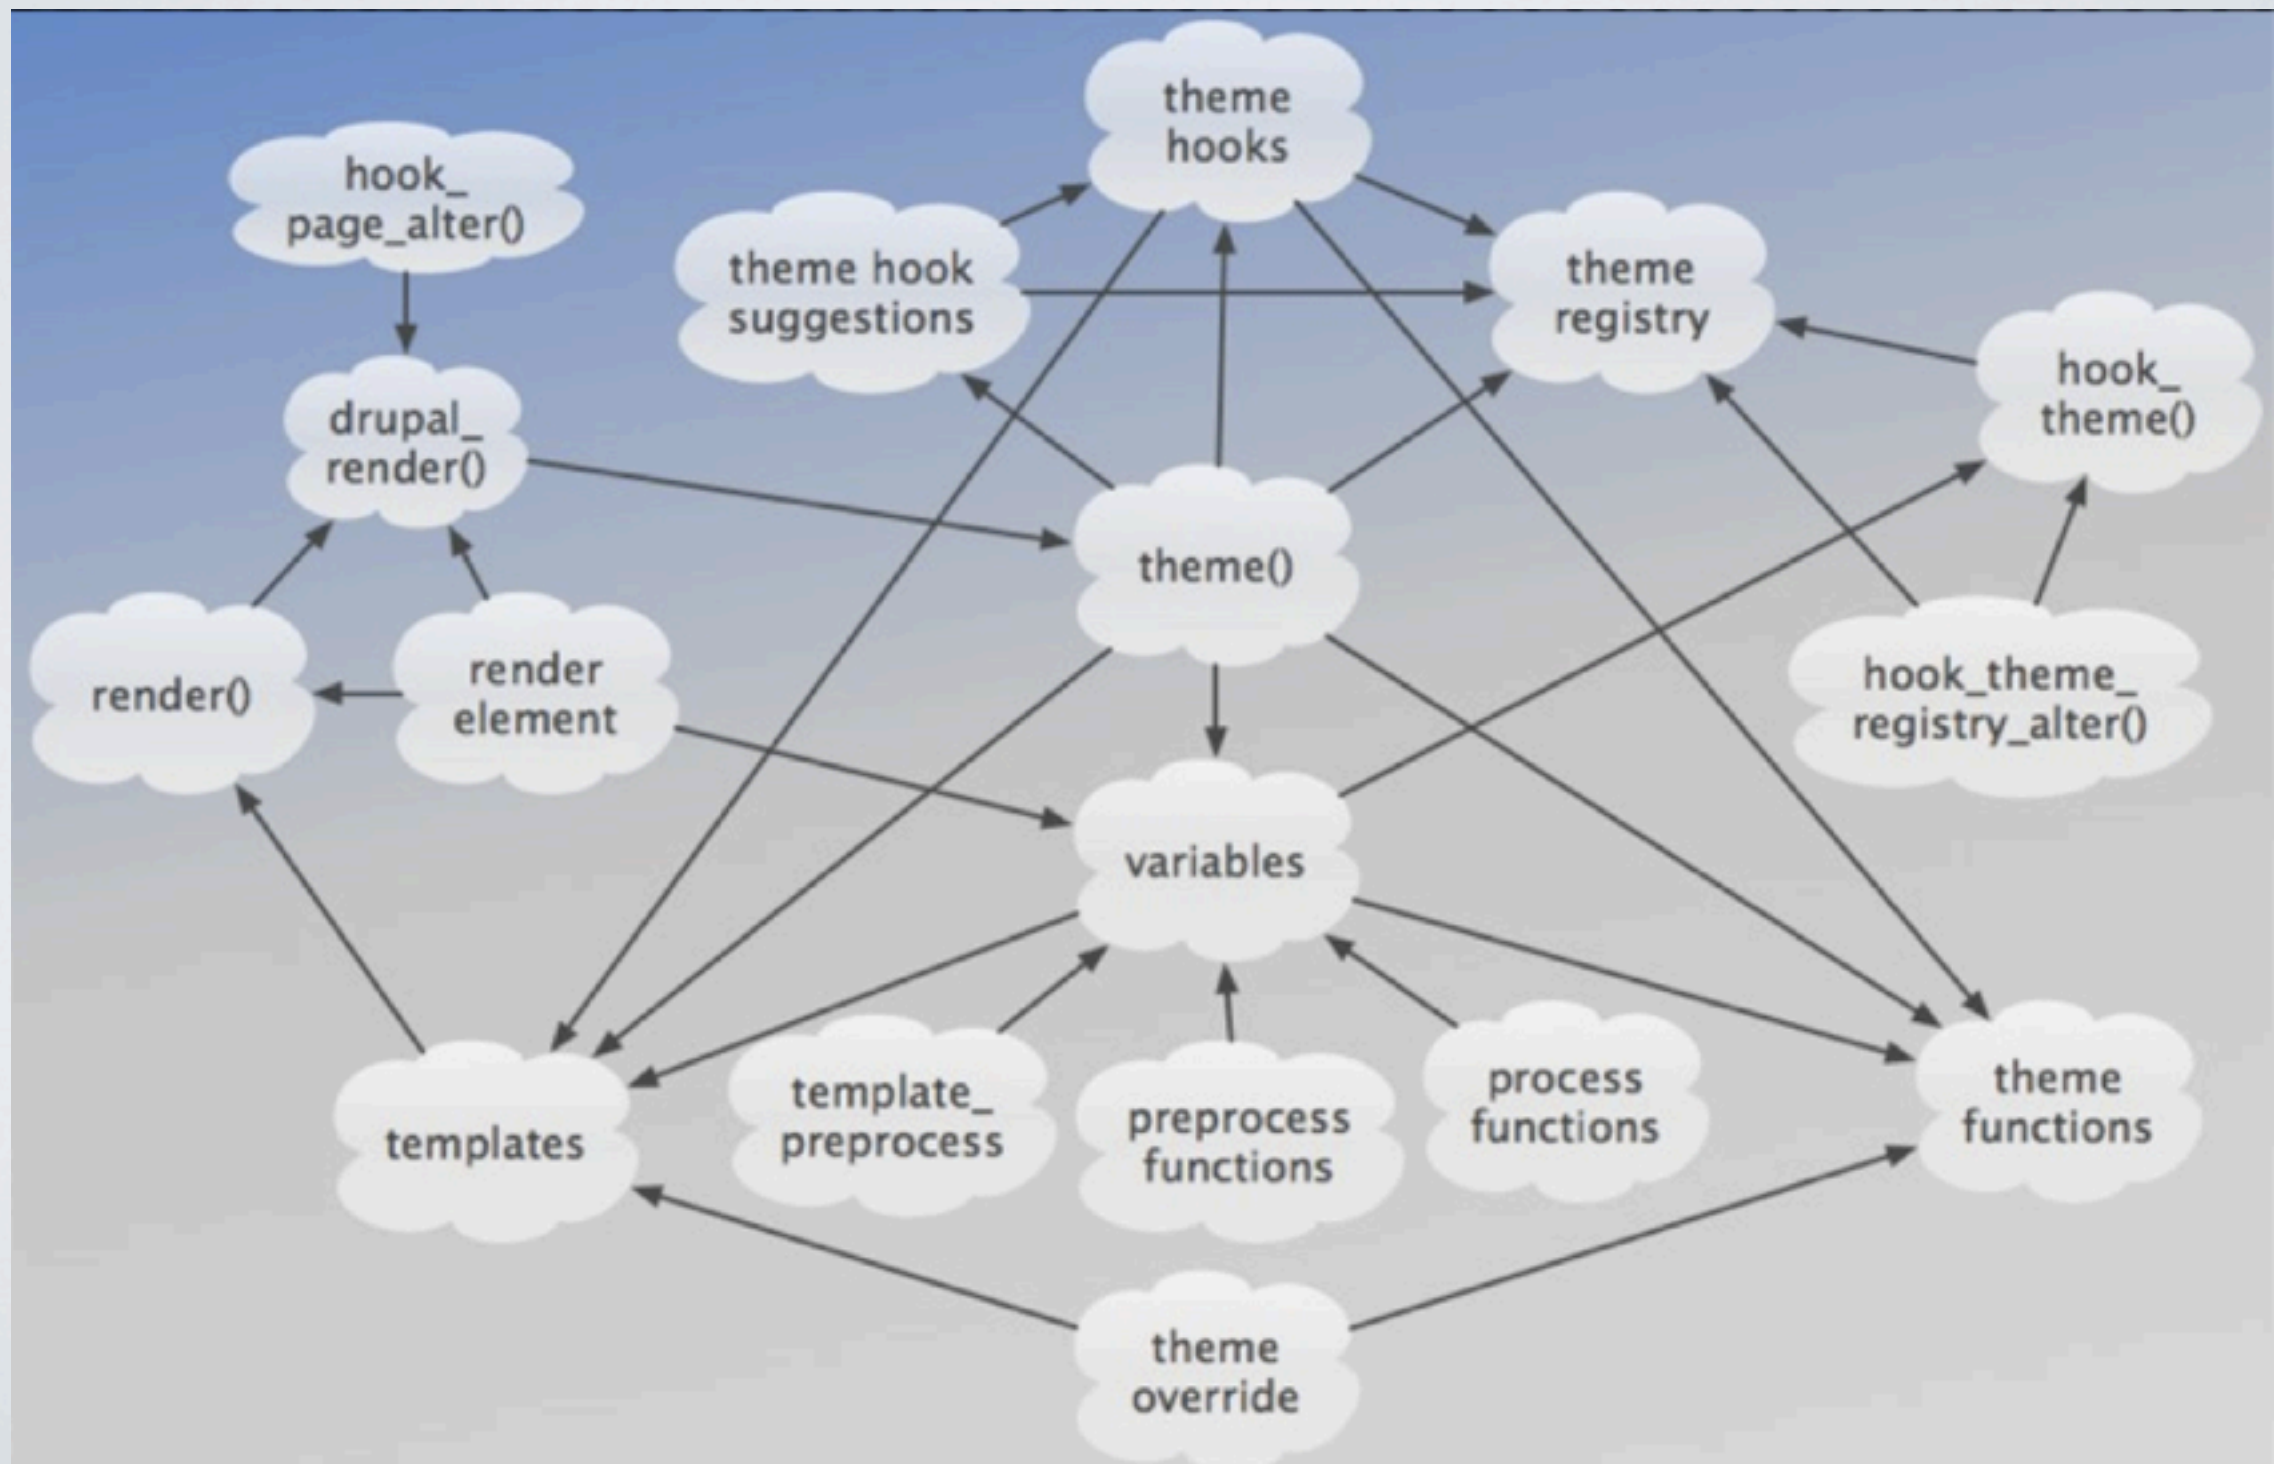 theme
hooks
hook_
page_alter()
theme hook
suggestions
theme
registry
hook_
theme()
drupal_
render()
theme()
render()
render
element
hook_theme_
registry_alter()
variables
templates
template_
preprocess
preprocess
functions
process
functions
theme
functions
theme
override